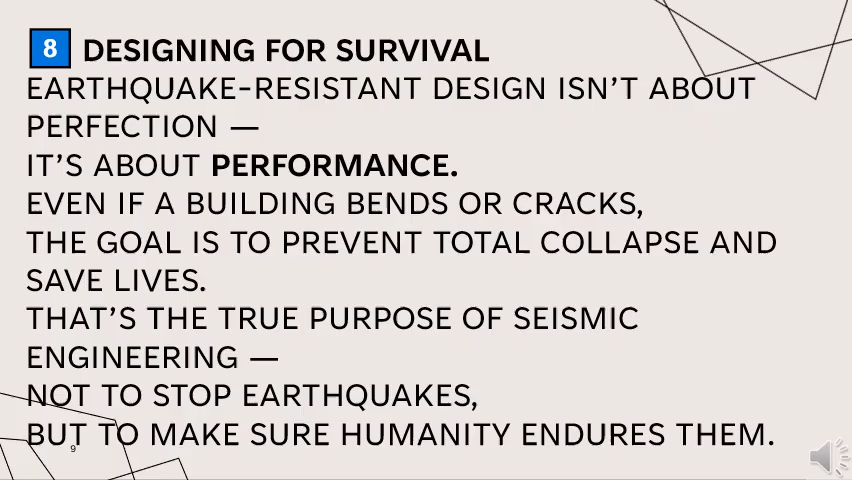 8 DESIGNING FOR SURVIVAL
EARTHQUAKE-RESISTANT DESIGN ISN’T ABOUT
PERFECTION —
IT’S ABOUT PERFORMANCE.
EVEN IF A BUILDING BENDS OR CRACKS,
THE GOAL IS TO PREVENT TOTAL COLLAPSE AND
SAVE LIVES.
THAT’S THE TRUE PURPOSE OF SEISMIC
ENGINEERING —
NOT TO STOP EARTHQUAKES,
BUT TO MAKE SURE HUMANITY ENDURES THEM.
9